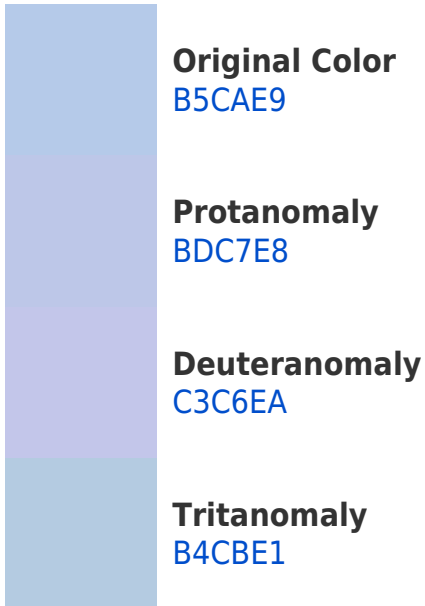 Original Color
B5CAE9
Protanomaly
BDC7E8
Deuteranomaly
C3C6EA
Tritanomaly
B4CBE1